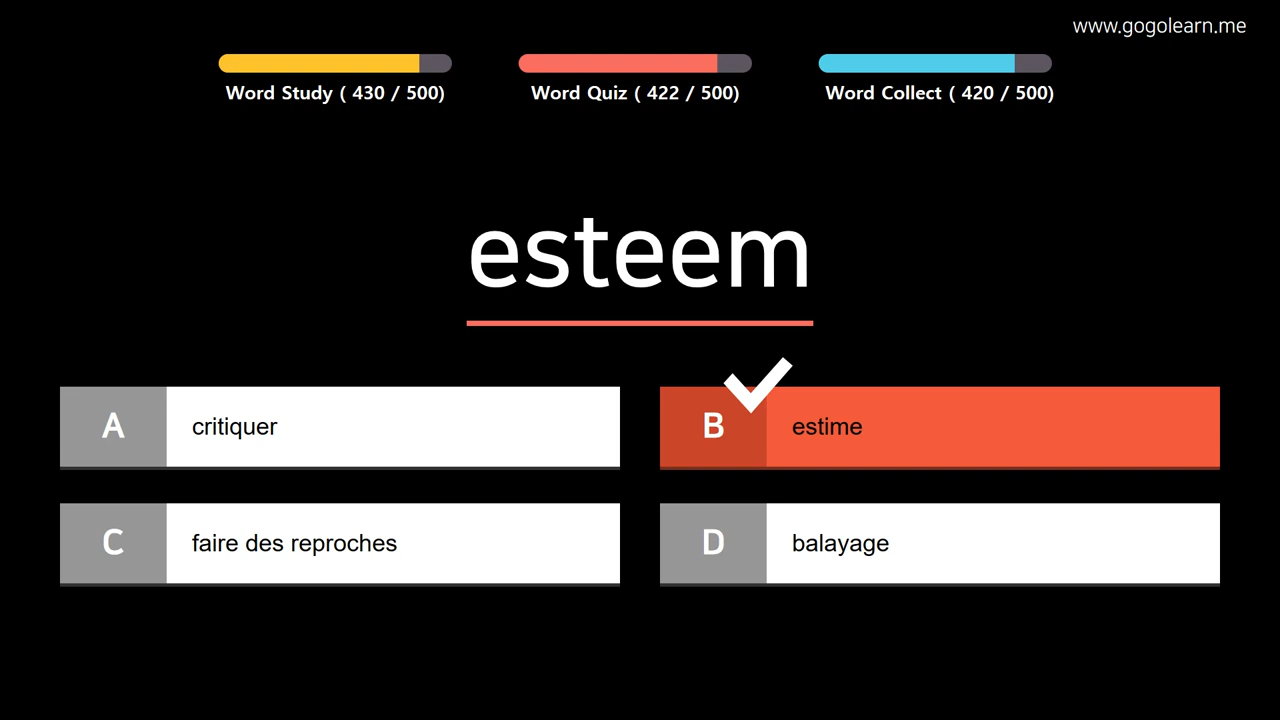 www.gogolearn.me
Word Study ( 430 / 500)
Word Quiz ( 422 / 500)
Word Collect ( 420 / 500)
esteem
A critiquer
B estime
C faire des reproches
D balayage